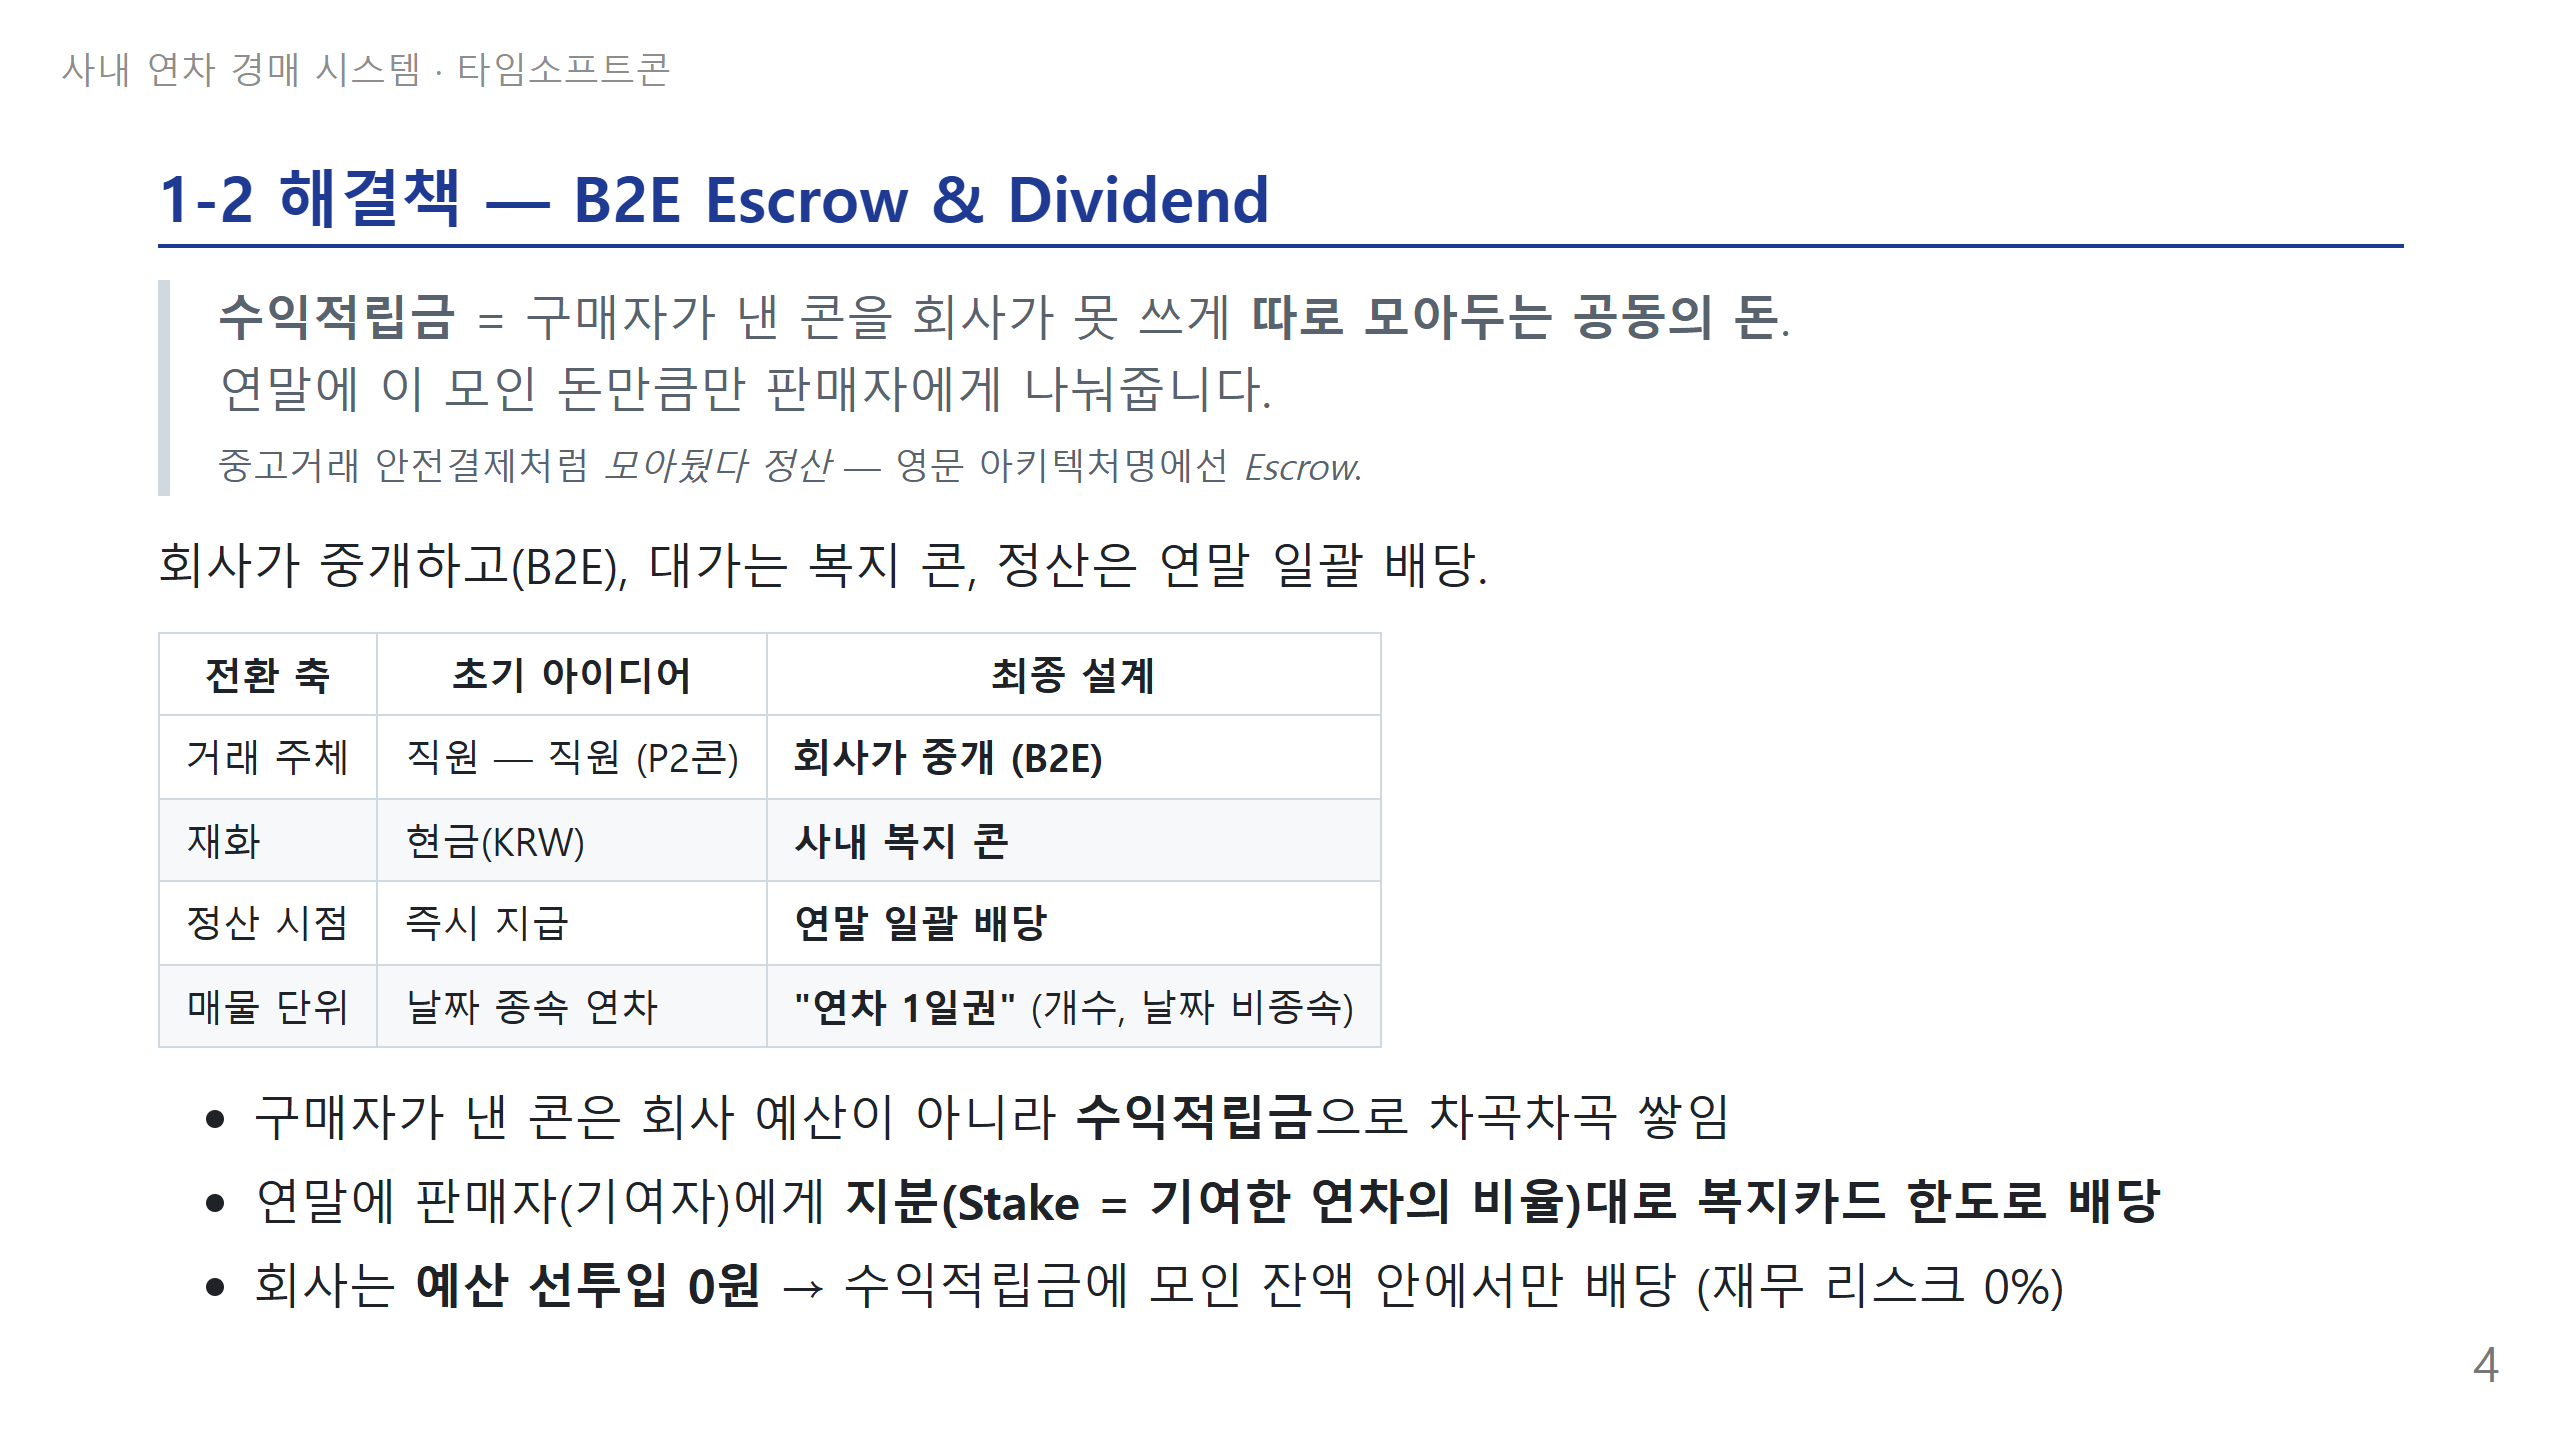 사내 연차 경매 시스템 · 타임소프트콘
1-2 해결책 — B2E Escrow & Dividend
수익적립금 = 구매자가 낸 콘을 회사가 못 쓰게 따로 모아두는 공동의 돈.
연말에 이 모인 돈만큼만 판매자에게 나눠줍니다.
중고거래 안전결제처럼 모아뒀다 정산 — 영문 아키텍처명에선 Escrow.
회사가 중개하고(B2E), 대가는 복지 콘, 정산은 연말 일괄 배당.
전환 축 초기 아이디어 최종 설계
거래 주체 직원 — 직원 (P2콘) 회사가 중개 (B2E)
재화 현금(KRW) 사내 복지 콘
정산 시점 즉시 지급 연말 일괄 배당
매물 단위 날짜 종속 연차 "연차 1일권" (개수, 날짜 비종속)
• 구매자가 낸 콘은 회사 예산이 아니라 수익적립금으로 차곡차곡 쌓임
• 연말에 판매자(기여자)에게 지분(Stake = 기여한 연차의 비율)대로 복지카드 한도로 배당
• 회사는 예산 선투입 0원 → 수익적립금에 모인 잔액 안에서만 배당 (재무 리스크 0%)
4